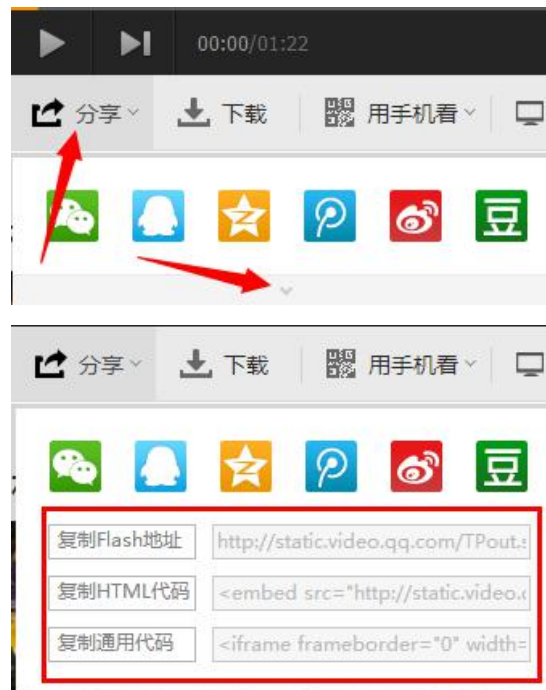 00:00/01:22
分享 下载 用手机看
豆
分享 下载 用手机看
豆
复制Flash地址 http://static.video.qq.com/TPout.s
复制HTML代码 <embed src="http://static.video.c
复制通用代码 <iframe frameborder="0" width=